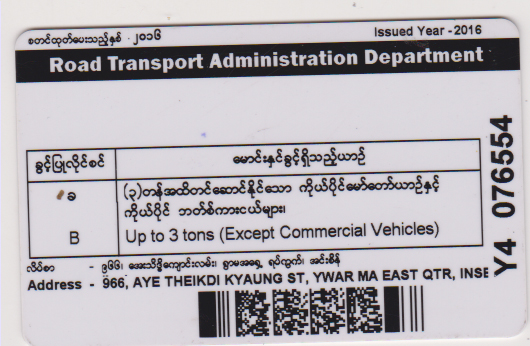 စတင်ထုတ်ပေးသည့်နှစ် - ၂၀၁၆ Issued Year - 2016
Road Transport Administration Department
ခွင့်ပြုလိုင်စင် မောင်းနှင်ခွင့်ရှိသည့်ယာဉ်
ခ (၃)တန်အထိတင်ဆောင်နိုင်သော ကိုယ်ပိုင်မော်တော်ယာဉ်နှင့်
ကိုယ်ပိုင် ဘတ်စ်ကားငယ်များ၊
B Up to 3 tons (Except Commercial Vehicles)
Y4 076554
လိပ်စာ - ၉၆၆၊ အေးသိဒ္ဓိကျောင်းလမ်း၊ ရွာမအရှေ့ ရပ်ကွက်၊ အင်းစိန်
Address - 966, AYE THEIKDI KYAUNG ST, YWAR MA EAST QTR, INSE